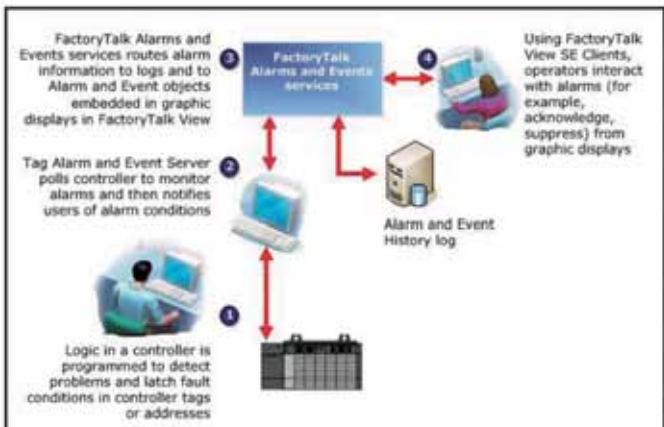 FactoryTalk Alarms and
Events services routes alarm
information to logs and to
Alarm and Event objects
embedded in graphic
displays in FactoryTalk View
3
FactoryTalk
Alarms and Events
services
4
Using FactoryTalk
View SE Clients,
operators interact
with alarms (for
example,
acknowledge,
suppress) from
graphic displays
Tag Alarm and Event Server
polls controller to monitor
alarms and then notifies
users of alarm conditions
2
Alarm and Event
History log
1
Logic in a controller is
programmed to detect
problems and latch fault
conditions in controller tags
or addresses